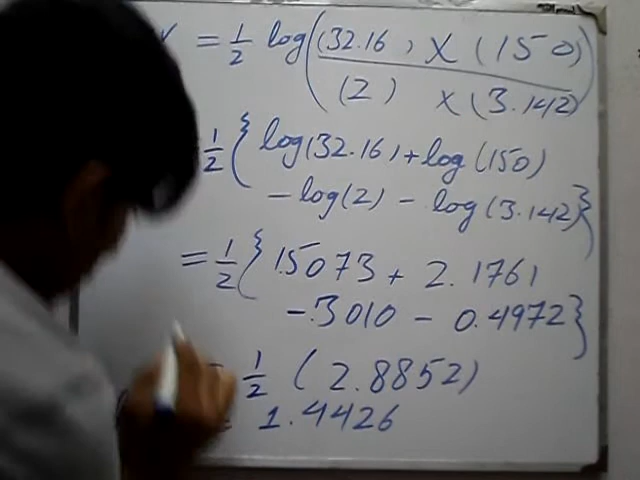 = 1/2 log( (32.16) X (150)
(2) X (3.142) )
1/2 { log(32.16) + log(150)
- log(2) - log(3.142) }
= 1/2 { 1.5073 + 2.1761
- .3010 - 0.4972 }
= 1/2 ( 2.8852)
= 1.4426